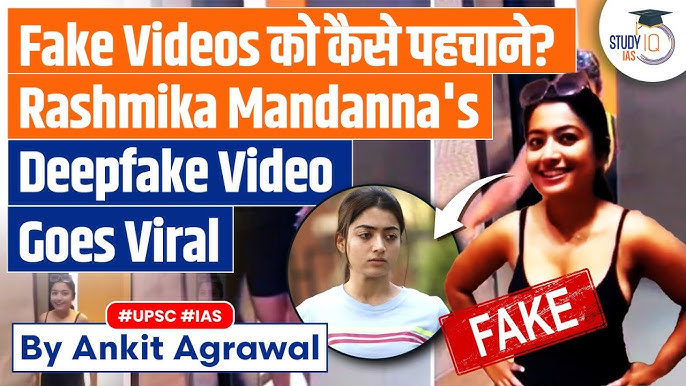 Fake Videos को कैसे पहचाने?
Rashmika Mandanna's
Deepfake Video
Goes Viral
#UPSC #IAS
By Ankit Agrawal
STUDY IQ
IAS
FAKE